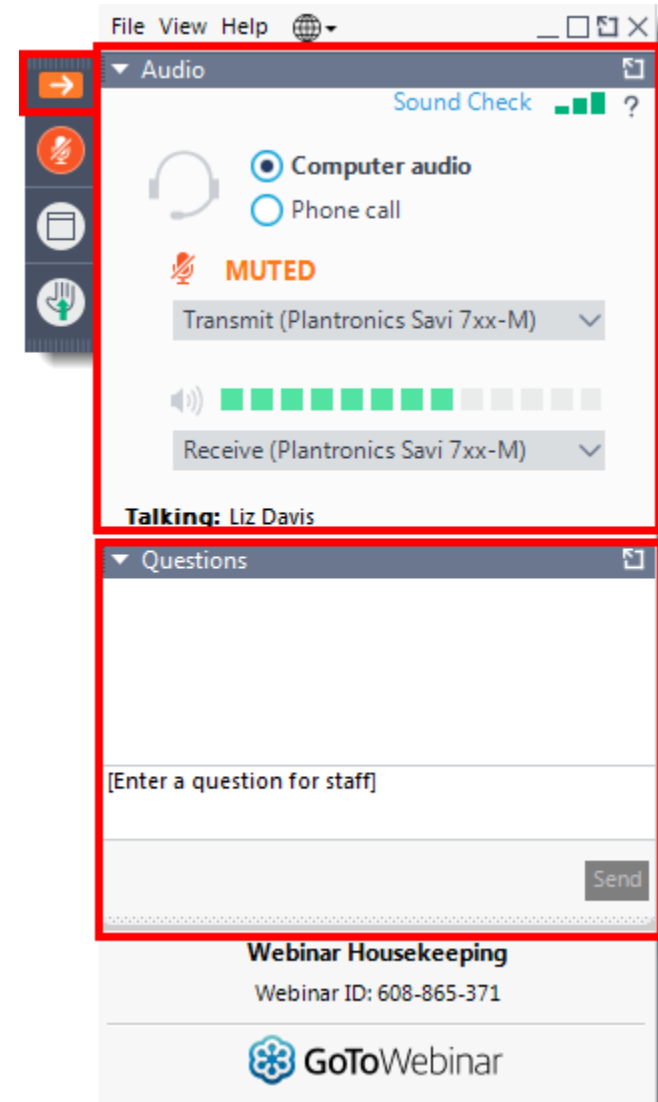 File View Help
Audio
Sound Check ?
Computer audio
Phone call
MUTED
Transmit (Plantronics Savi 7xx-M)
Receive (Plantronics Savi 7xx-M)
Talking: Liz Davis
Questions
[Enter a question for staff]
Send
Webinar Housekeeping
Webinar ID: 608-865-371
GoToWebinar